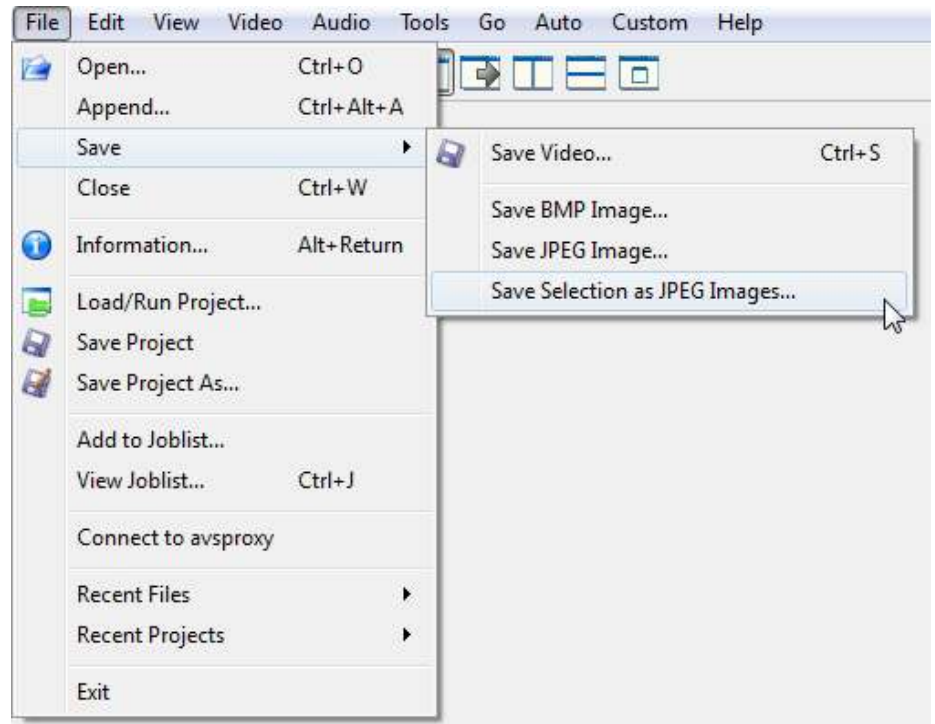 File Edit View Video Audio Tools Go Auto Custom Help
Open... Ctrl+O
Append... Ctrl+Alt+A
Save
Close Ctrl+W
Information... Alt+Return
Load/Run Project...
Save Project
Save Project As...
Add to Joblist...
View Joblist... Ctrl+J
Connect to avsproxy
Recent Files
Recent Projects
Exit
Save Video... Ctrl+S
Save BMP Image...
Save JPEG Image...
Save Selection as JPEG Images...